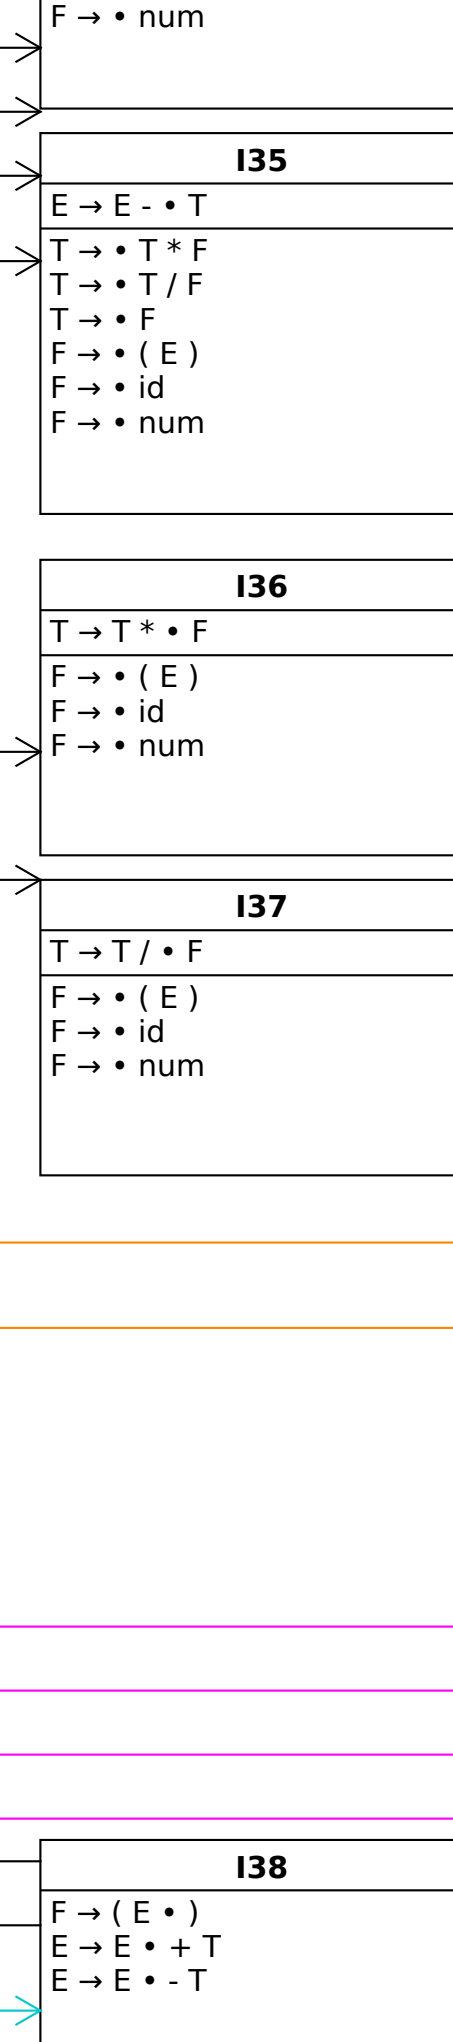 F → • num
I35
E → E - • T
T → • T * F
T → • T / F
T → • F
F → • ( E )
F → • id
F → • num
I36
T → T * • F
F → • ( E )
F → • id
F → • num
I37
T → T / • F
F → • ( E )
F → • id
F → • num
I38
F → ( E • )
E → E • + T
E → E • - T